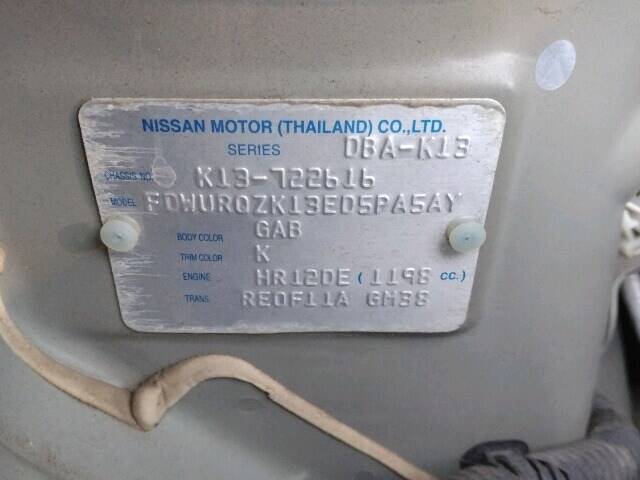 NISSAN MOTOR (THAILAND) CO.,LTD.
SERIES DBA-K13
CHASSIS NO. K13-722616
MODEL FDWURQZK13ED5PA5AY
BODY COLOR GAB
TRIM COLOR K
ENGINE HR12DE (1198 CC.)
TRANS. RE0F11A GM38